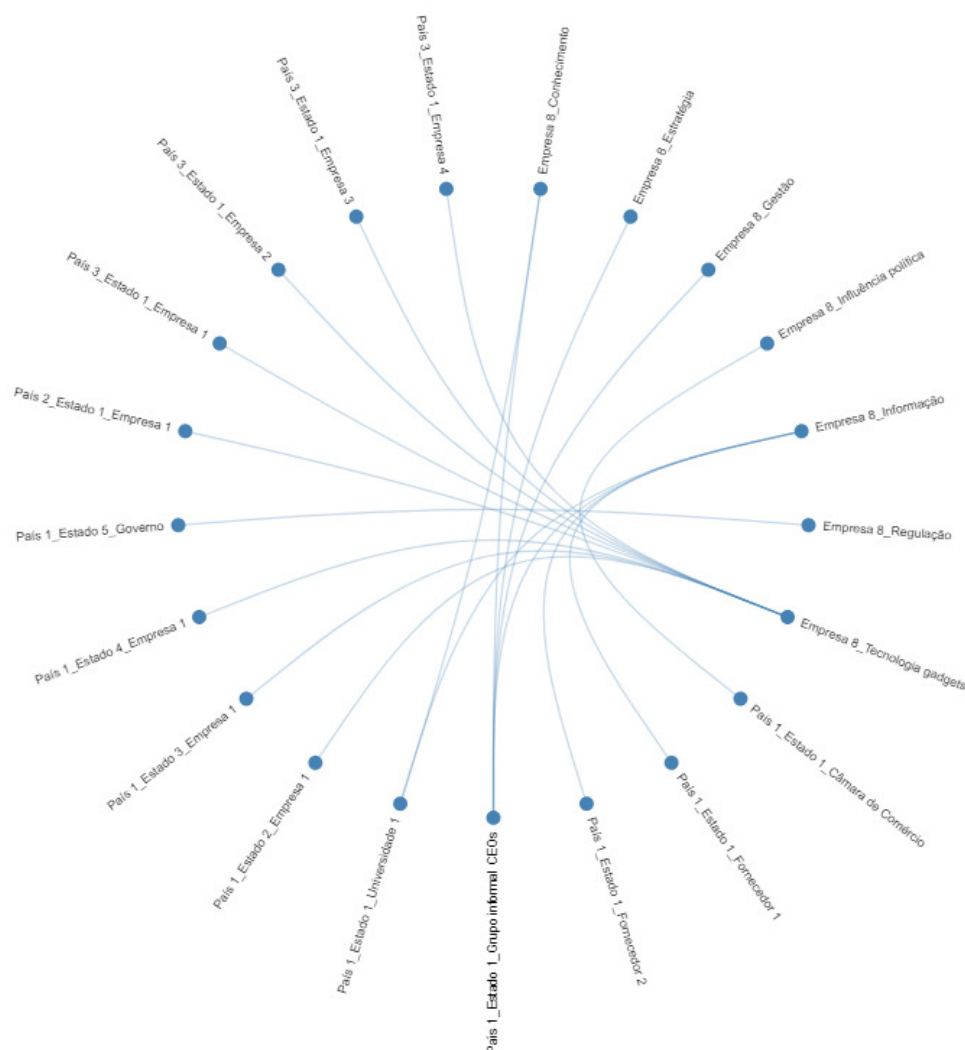 País 3_Estado 1_Empresa 4
Empresa 8_Conhecimento
Empresa 8_Estratégia
Empresa 8_Gestão
Empresa 8_Influência política
Empresa 8_Informação
Empresa 8_Regulação
Empresa 8_Tecnologia gadgets
País 1_Estado 1_Câmara de Comércio
País 1_Estado 1_Fornecedor 1
País 1_Estado 1_Fornecedor 2
País 1_Estado 1_Grupo informal CEOs
País 1_Estado 1_Universidade 1
País 1_Estado 2_Empresa 1
País 1_Estado 3_Empresa 1
País 1_Estado 4_Empresa 1
País 1_Estado 5_Governo
País 2_Estado 1_Empresa 1
País 3_Estado 1_Empresa 1
País 3_Estado 1_Empresa 2
País 3_Estado 1_Empresa 3